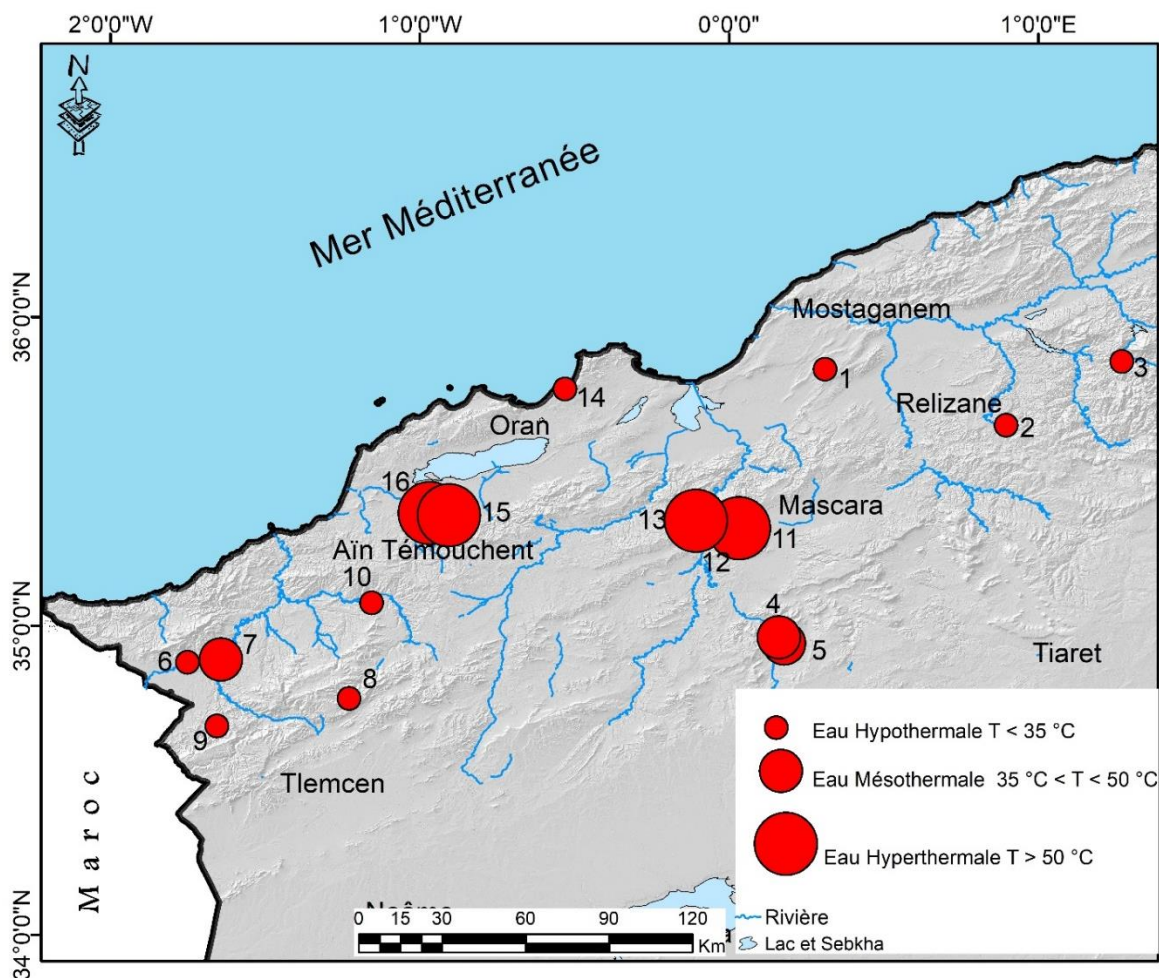 2°0'0"W 1°0'0"W 0°0'0" 1°0'0"E
N
Mer Méditerranée
36°0'0"N
35°0'0"N
34°0'0"N
Mostaganem
1
3
Relizane
2
14
Oran
16
15
Aïn Témouchent
13
Mascara
11
12
10
4
5
Tiaret
6
7
8
9
Tlemcen
Maroc
Eau Hypothermale T < 35 °C
Eau Mésothermale 35 °C < T < 50 °C
Eau Hyperthermale T > 50 °C
Rivière
Lac et Sebkha
0 15 30 60 90 120
Km